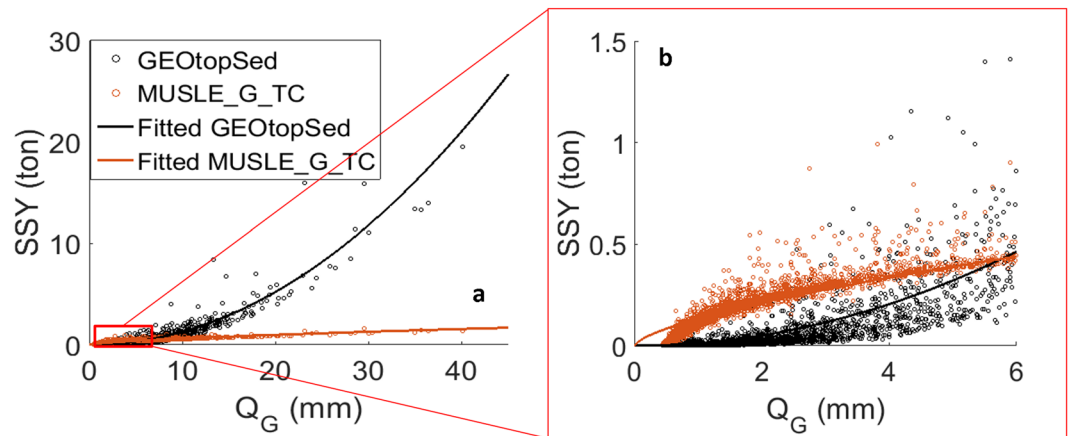 30
20
10
0
SSY (ton)
GEOtopSed
MUSLE_G_TC
Fitted GEOtopSed
Fitted MUSLE_G_TC
a
0 10 20 30 40
Q_G (mm)
1.5
1
0.5
0
SSY (ton)
b
0 2 4 6
Q_G (mm)